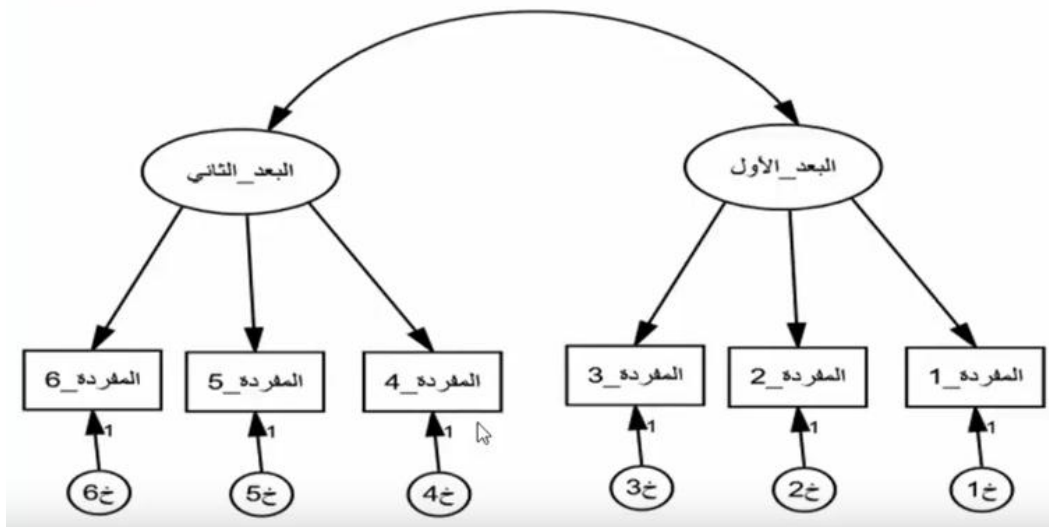 البعد_الأول
البعد_الثاني
المفردة_1
المفردة_2
المفردة_3
المفردة_4
المفردة_5
المفردة_6
1
1
1
1
1
1
خ1
خ2
خ3
خ4
خ5
خ6